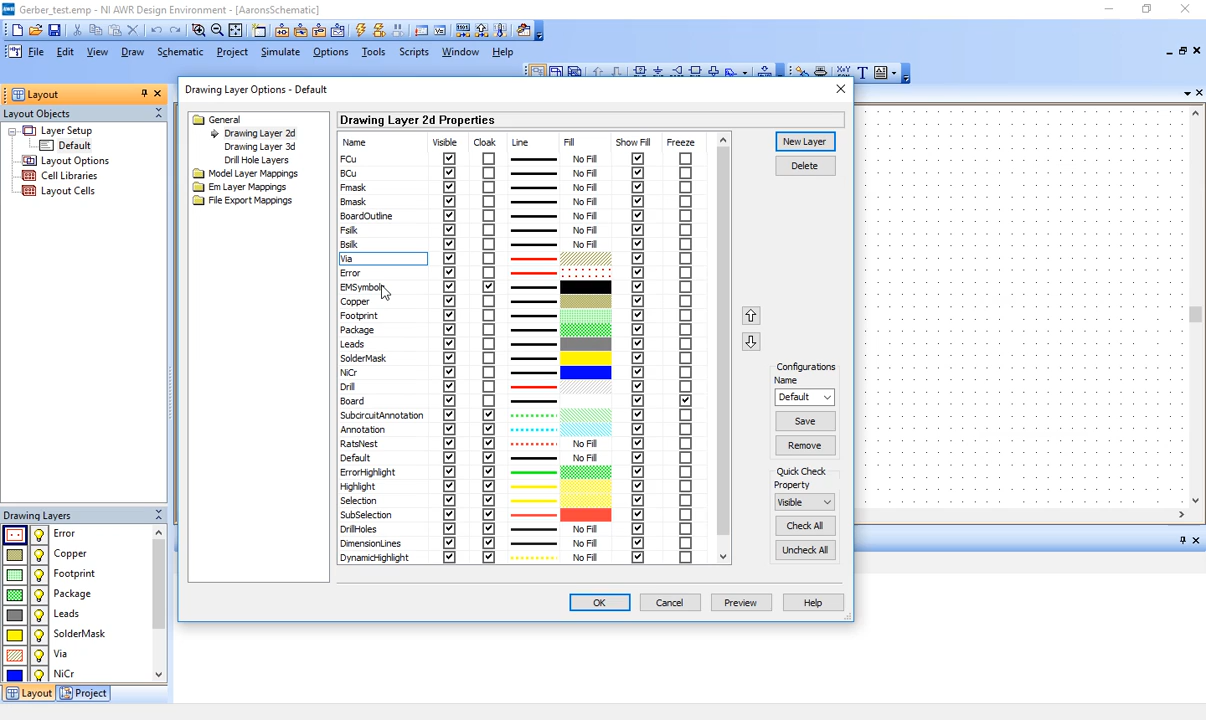 Gerber_test.emp - NI AWR Design Environment - [AaronsSchematic]
File Edit View Draw Schematic Project Simulate Options Tools Scripts Window Help
Layout
Layout Objects
Layer Setup
Default
Layout Options
Cell Libraries
Layout Cells
Drawing Layers
Error
Copper
Footprint
Package
Leads
SolderMask
Via
NiCr
Layout Project
Drawing Layer Options - Default
General
Drawing Layer 2d
Drawing Layer 3d
Drill Hole Layers
Model Layer Mappings
Em Layer Mappings
File Export Mappings
Drawing Layer 2d Properties
Name Visible Cloak Line Fill Show Fill Freeze
FCu No Fill
BCu No Fill
Fmask No Fill
Bmask No Fill
BoardOutline No Fill
Fsilk No Fill
Bsilk No Fill
Via
Error
EMSymbols
Copper
Footprint
Package
Leads
SolderMask
NiCr
Drill
Board
SubcircuitAnnotation
Annotation
RatsNest No Fill
Default No Fill
ErrorHighlight
Highlight
Selection
SubSelection
DrillHoles No Fill
DimensionLines No Fill
DynamicHighlight No Fill
New Layer
Delete
Configurations
Name
Default
Save
Remove
Quick Check
Property
Visible
Check All
Uncheck All
OK Cancel Preview Help